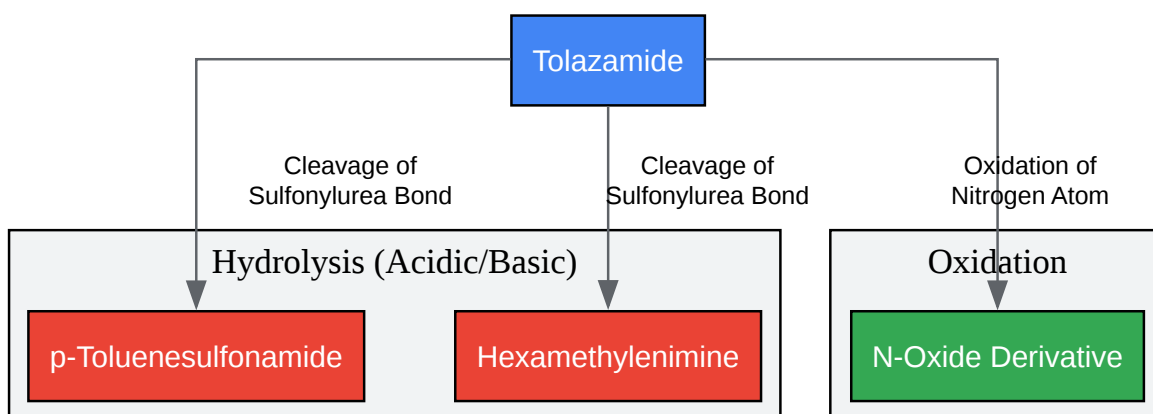 Tolazamide
Cleavage of
Sulfonylurea Bond
Cleavage of
Sulfonylurea Bond
Oxidation of
Nitrogen Atom
Hydrolysis (Acidic/Basic)
Oxidation
p-Toluenesulfonamide
Hexamethylenimine
N-Oxide Derivative